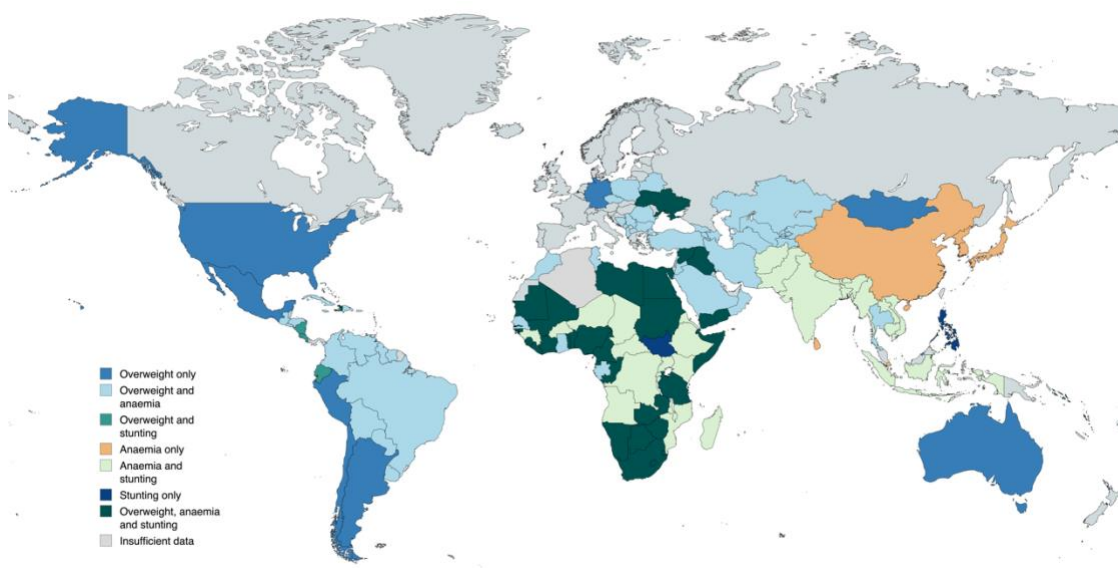 Overweight only
Overweight and
anaemia
Overweight and
stunting
Anaemia only
Anaemia and
stunting
Stunting only
Overweight, anaemia
and stunting
Insufficient data